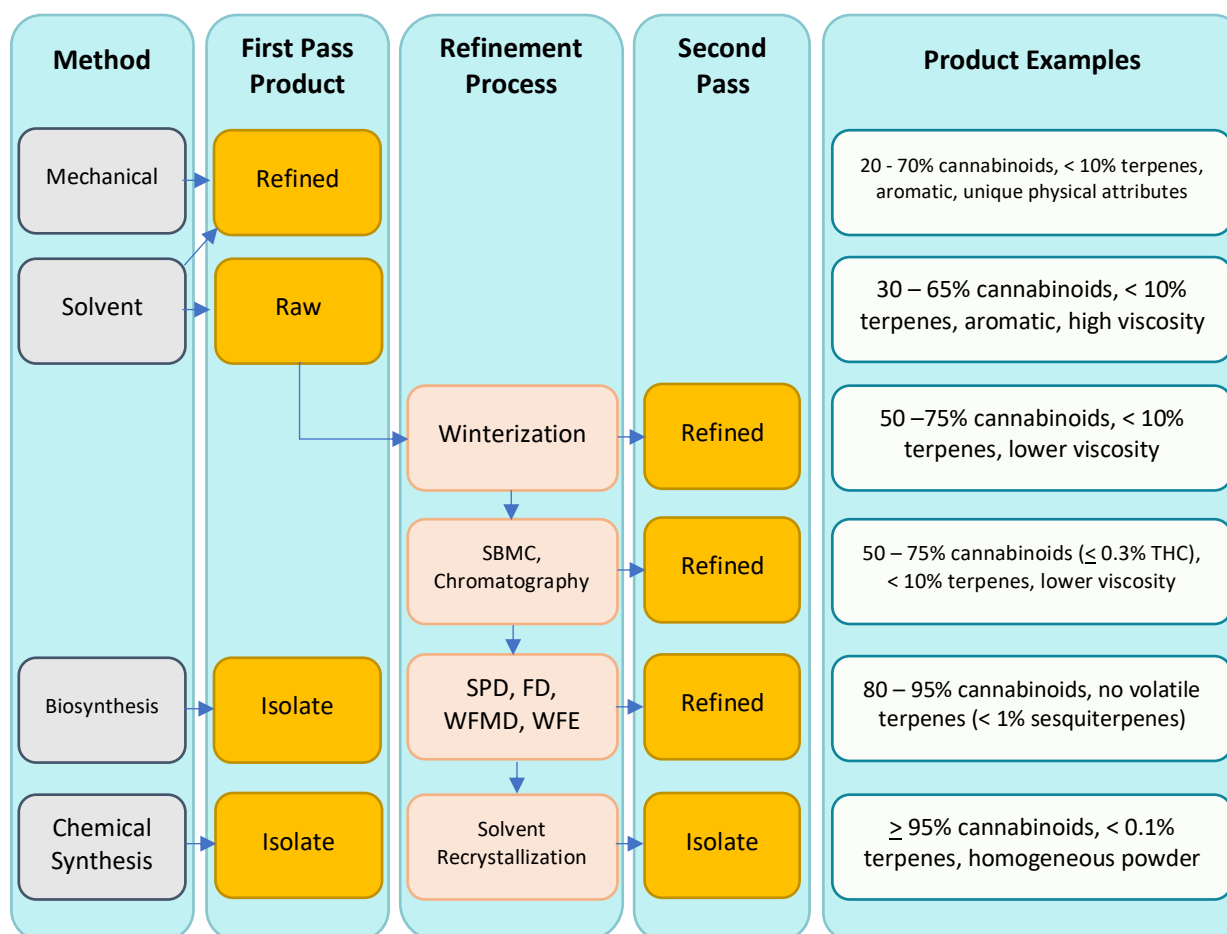 Method
First Pass
Product
Refinement
Process
Second
Pass
Product Examples
Mechanical
Refined
20 - 70% cannabinoids, < 10% terpenes,
aromatic, unique physical attributes
Solvent
Raw
30 – 65% cannabinoids, < 10%
terpenes, aromatic, high viscosity
Winterization
Refined
50 –75% cannabinoids, < 10%
terpenes, lower viscosity
SBMC,
Chromatography
Refined
50 – 75% cannabinoids (≤ 0.3% THC),
< 10% terpenes, lower viscosity
Biosynthesis
Isolate
SPD, FD,
WFMD, WFE
Refined
80 – 95% cannabinoids, no volatile
terpenes (< 1% sesquiterpenes)
Chemical
Synthesis
Isolate
Solvent
Recrystallization
Isolate
≥ 95% cannabinoids, < 0.1%
terpenes, homogeneous powder